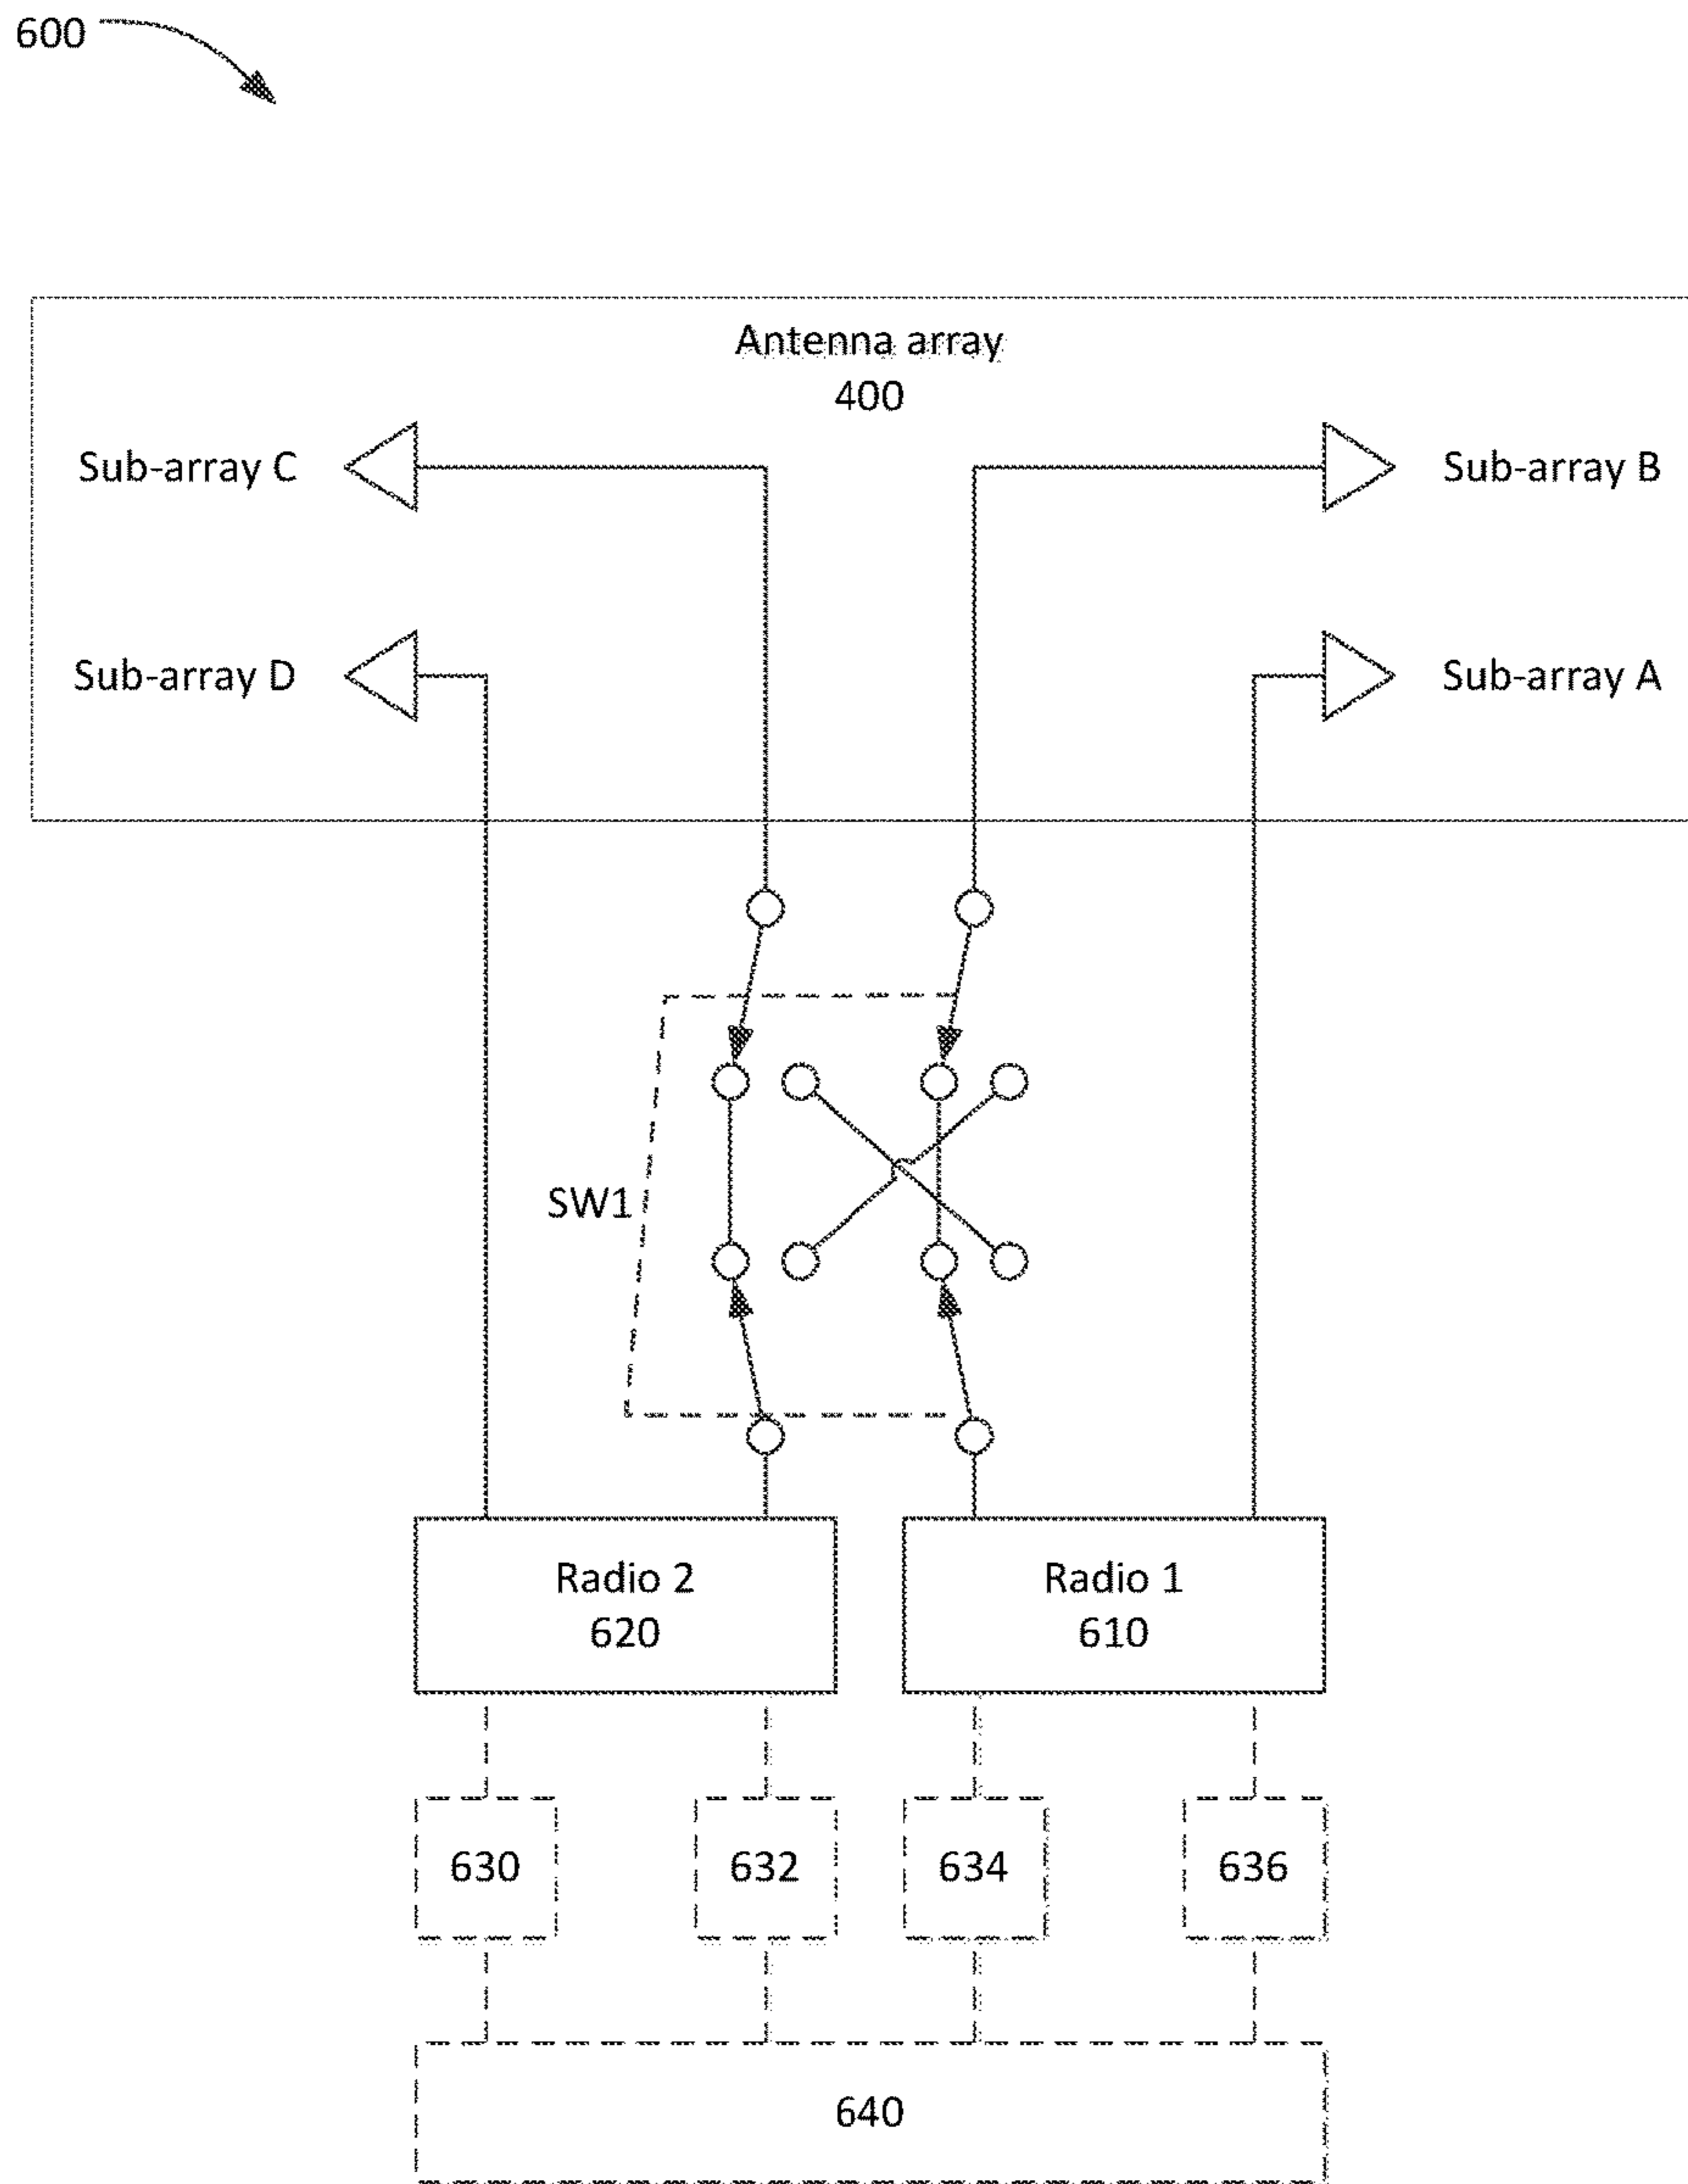 600
Antenna array
400
Sub-array C
Sub-array B
Sub-array D
Sub-array A
SW1
Radio 2
620
Radio 1
610
630
632
634
636
640